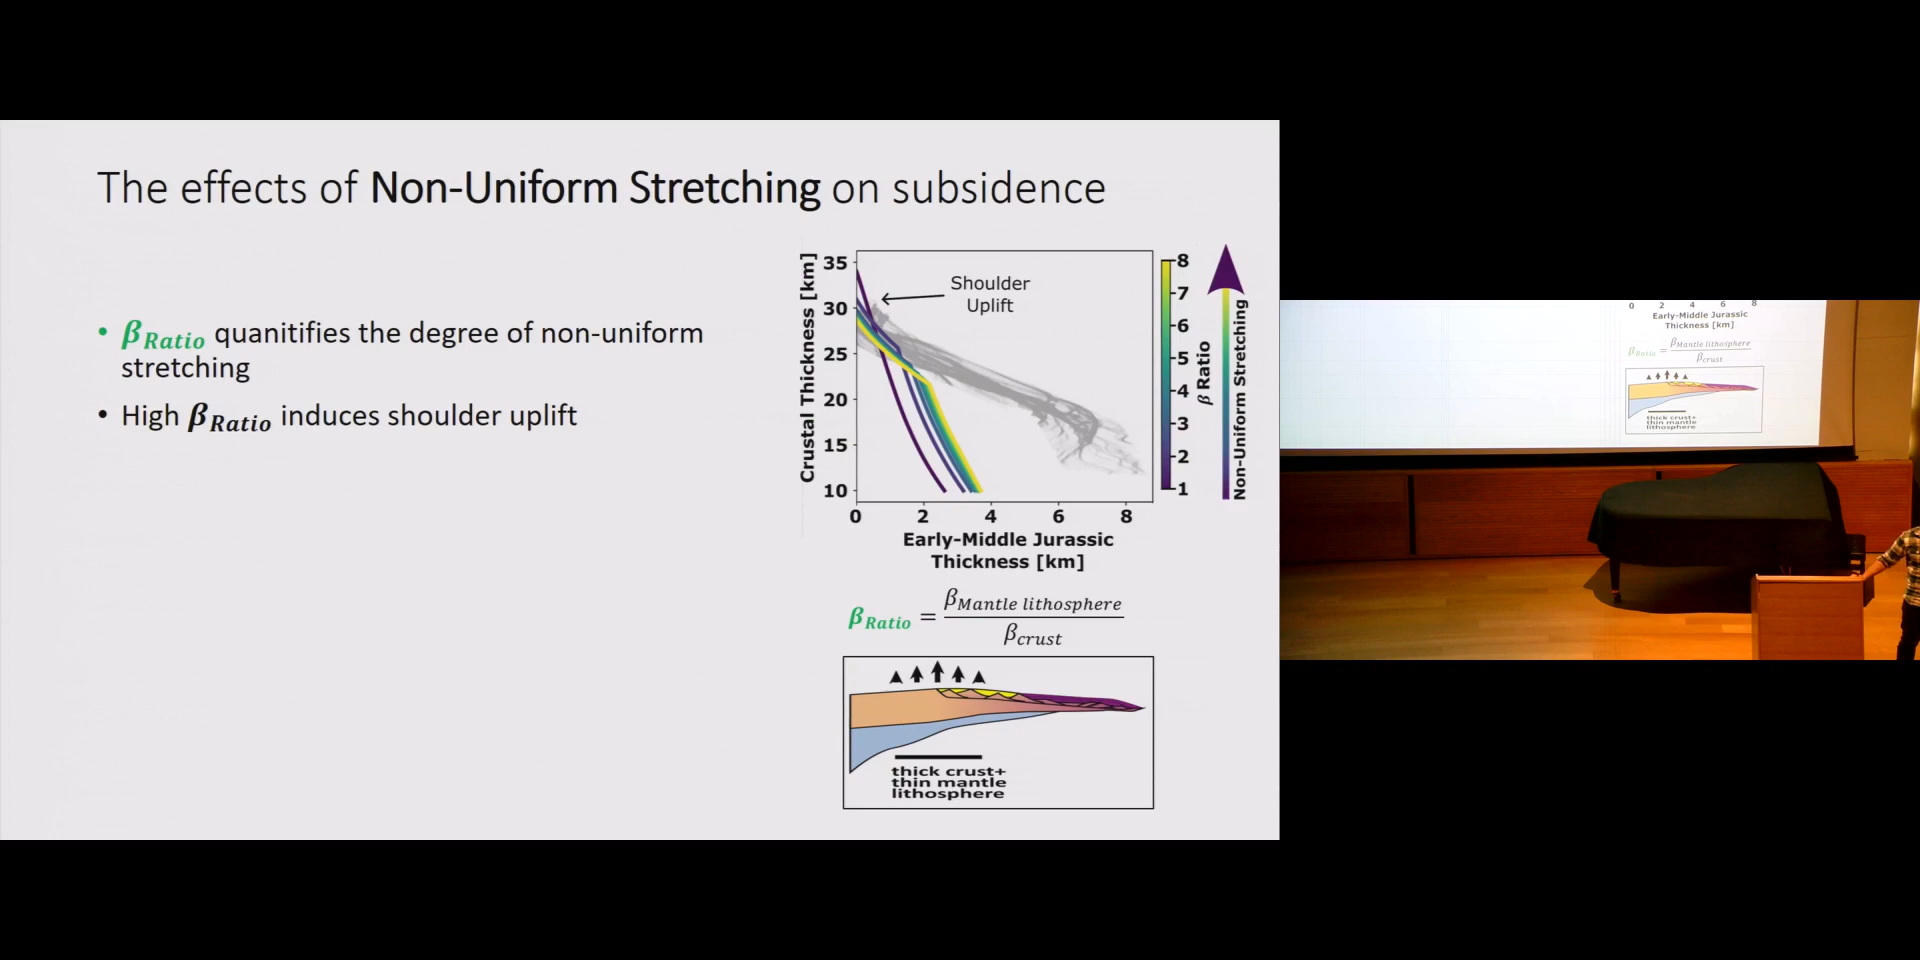 The effects of Non-Uniform Stretching on subsidence
• βRatio quanitifies the degree of non-uniform
stretching
• High βRatio induces shoulder uplift
Crustal Thickness [km]
35
30
25
20
15
10
Shoulder
Uplift
0 2 4 6 8
Early-Middle Jurassic
Thickness [km]
8
7
6
5
4
3
2
1
β Ratio
Non-Uniform Stretching
βRatio = βMantle lithosphere / βcrust
thick crust+
thin mantle
lithosphere
0 2 4 6 8
Early-Middle Jurassic
Thickness [km]
βRatio = βMantle lithosphere / βcrust
thick crust+
thin mantle
lithosphere